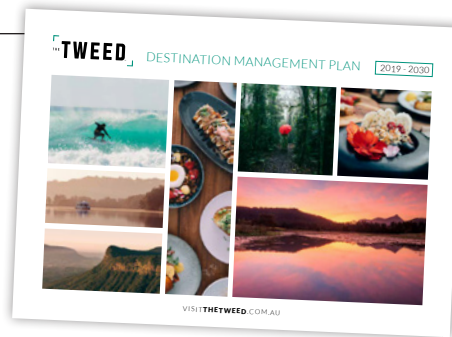 THE TWEED
DESTINATION MANAGEMENT PLAN
2019 - 2030
VISITTHETWEED.COM.AU